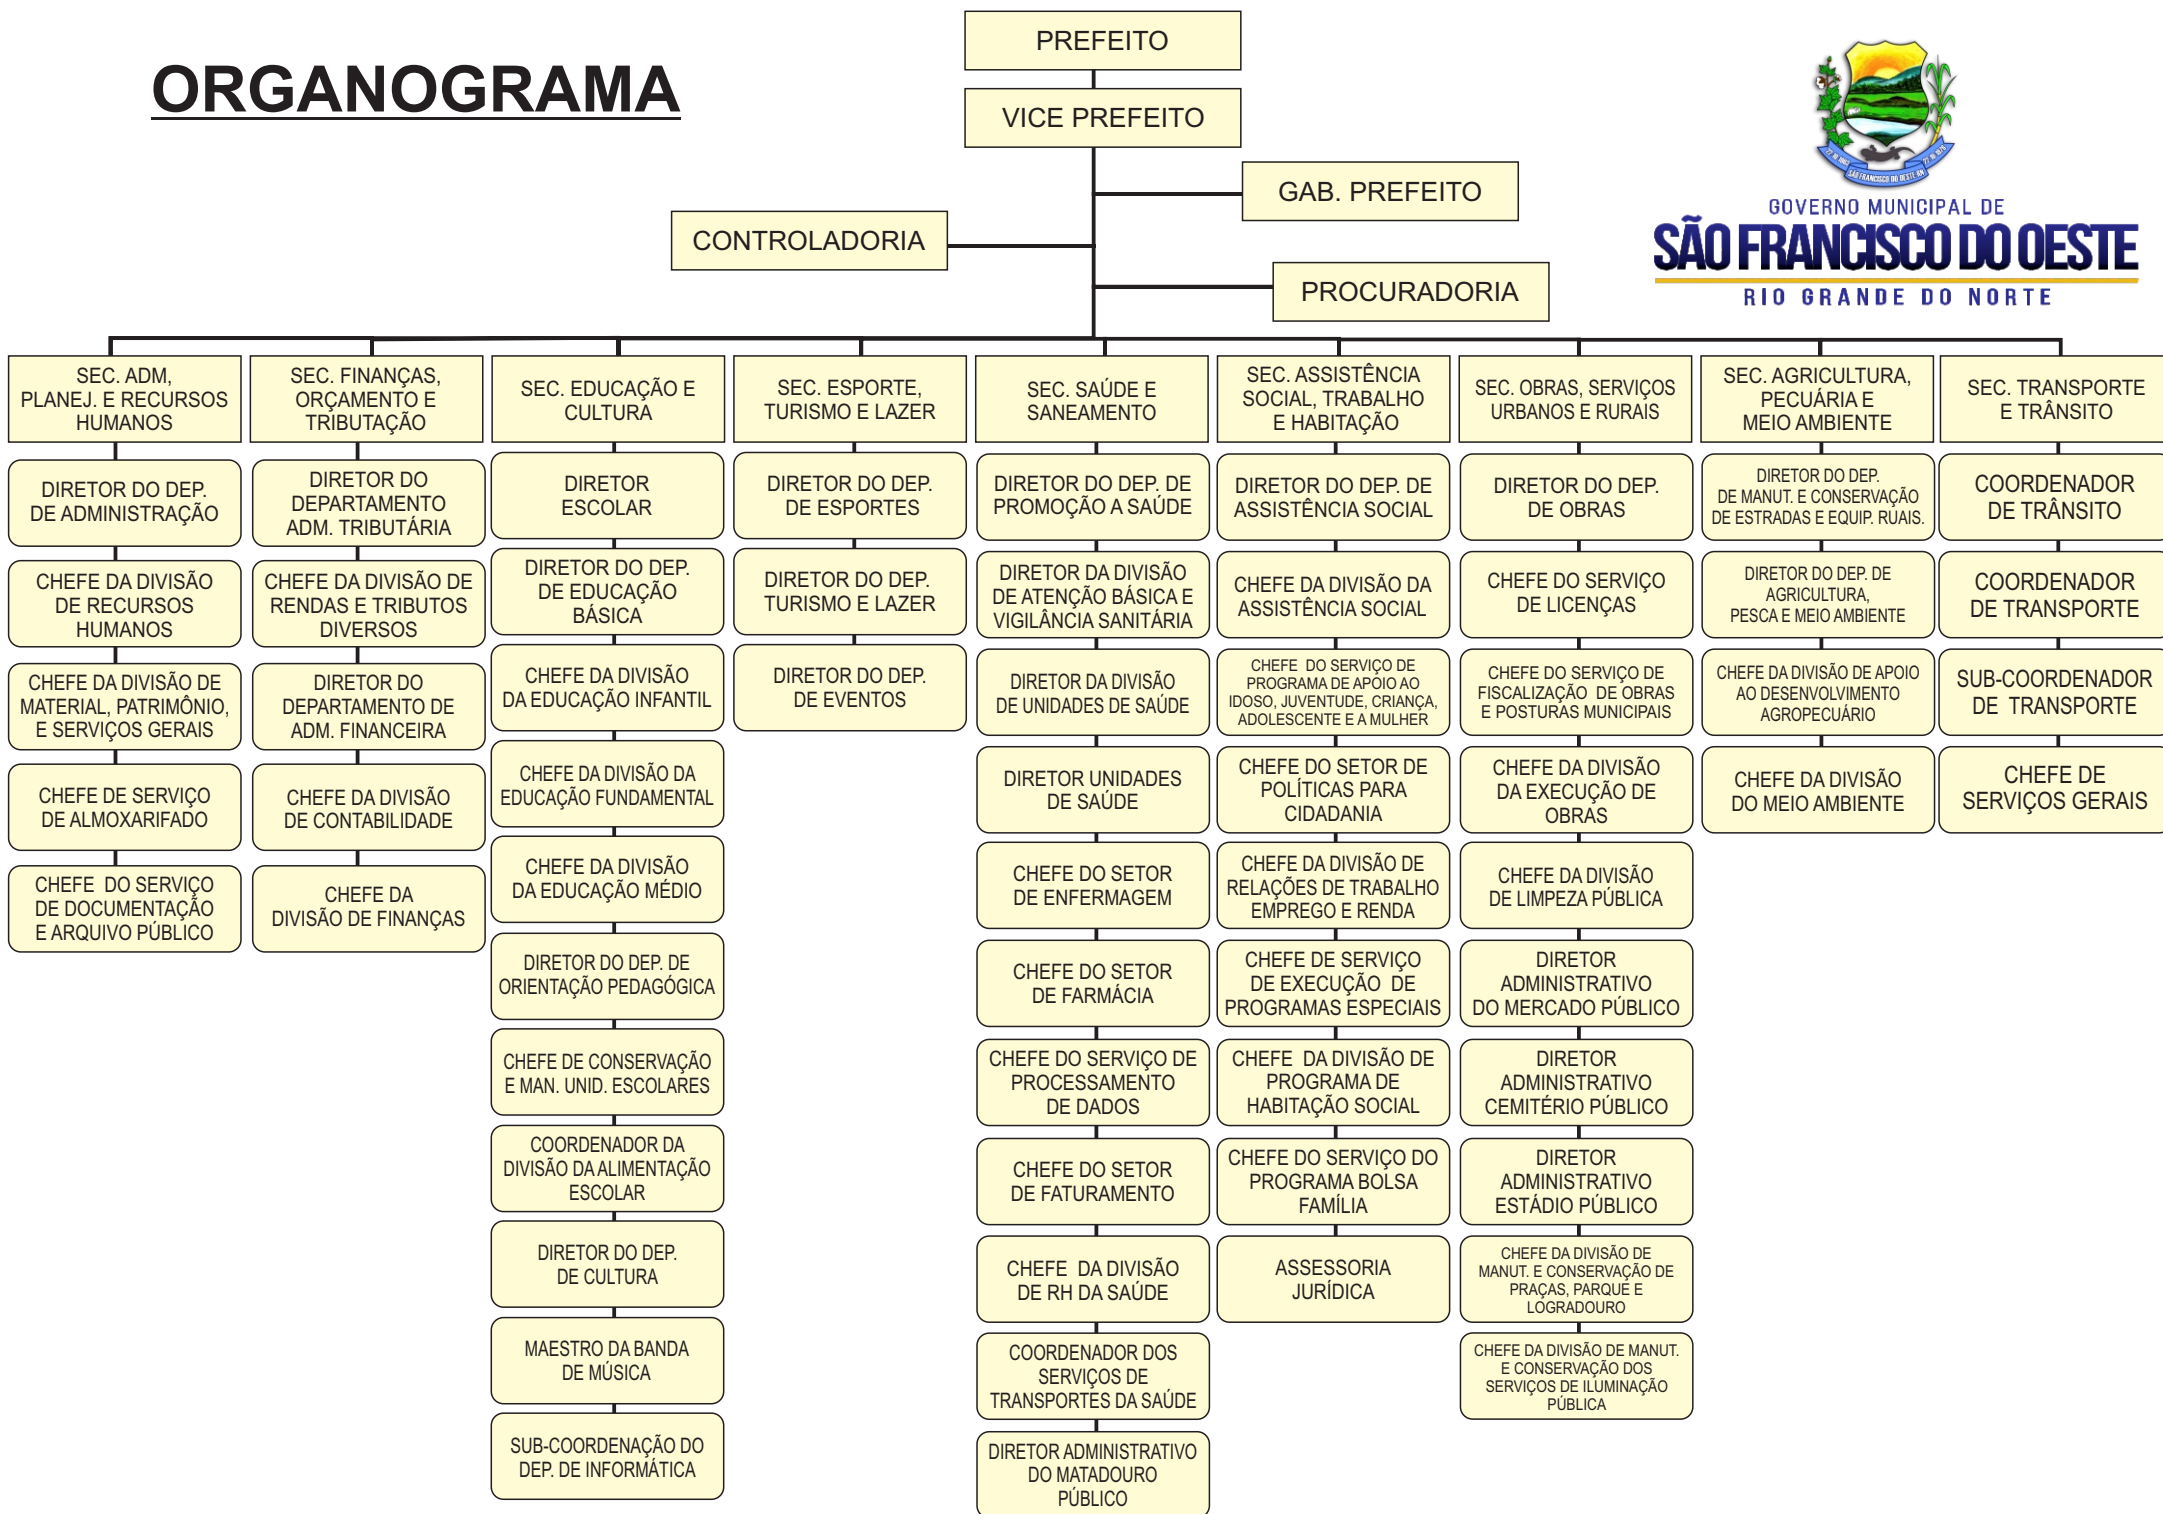 ORGANOGRAMA
PREFEITO
VICE PREFEITO
GAB. PREFEITO
CONTROLADORIA
PROCURADORIA
SÃO FRANCISCO DO OESTE-RN
GOVERNO MUNICIPAL DE
SÃO FRANCISCO DO OESTE
RIO GRANDE DO NORTE
SEC. ADM,
PLANEJ. E RECURSOS
HUMANOS
DIRETOR DO DEP.
DE ADMINISTRAÇÃO
CHEFE DA DIVISÃO
DE RECURSOS
HUMANOS
CHEFE DA DIVISÃO DE
MATERIAL, PATRIMÔNIO,
E SERVIÇOS GERAIS
CHEFE DE SERVIÇO
DE ALMOXARIFADO
CHEFE DO SERVIÇO
DE DOCUMENTAÇÃO
E ARQUIVO PÚBLICO
SEC. FINANÇAS,
ORÇAMENTO E
TRIBUTAÇÃO
DIRETOR DO
DEPARTAMENTO
ADM. TRIBUTÁRIA
CHEFE DA DIVISÃO DE
RENDAS E TRIBUTOS
DIVERSOS
DIRETOR DO
DEPARTAMENTO DE
ADM. FINANCEIRA
CHEFE DA DIVISÃO
DE CONTABILIDADE
CHEFE DA
DIVISÃO DE FINANÇAS
SEC. EDUCAÇÃO E
CULTURA
DIRETOR
ESCOLAR
DIRETOR DO DEP.
DE EDUCAÇÃO
BÁSICA
CHEFE DA DIVISÃO
DA EDUCAÇÃO INFANTIL
CHEFE DA DIVISÃO DA
EDUCAÇÃO FUNDAMENTAL
CHEFE DA DIVISÃO
DA EDUCAÇÃO MÉDIO
DIRETOR DO DEP. DE
ORIENTAÇÃO PEDAGÓGICA
CHEFE DE CONSERVAÇÃO
E MAN. UNID. ESCOLARES
COORDENADOR DA
DIVISÃO DA ALIMENTAÇÃO
ESCOLAR
DIRETOR DO DEP.
DE CULTURA
MAESTRO DA BANDA
DE MÚSICA
SUB-COORDENAÇÃO DO
DEP. DE INFORMÁTICA
SEC. ESPORTE,
TURISMO E LAZER
DIRETOR DO DEP.
DE ESPORTES
DIRETOR DO DEP.
TURISMO E LAZER
DIRETOR DO DEP.
DE EVENTOS
SEC. SAÚDE E
SANEAMENTO
DIRETOR DO DEP. DE
PROMOÇÃO A SAÚDE
DIRETOR DA DIVISÃO
DE ATENÇÃO BÁSICA E
VIGILÂNCIA SANITÁRIA
DIRETOR DA DIVISÃO
DE UNIDADES DE SAÚDE
DIRETOR UNIDADES
DE SAÚDE
CHEFE DO SETOR
DE ENFERMAGEM
CHEFE DO SETOR
DE FARMÁCIA
CHEFE DO SERVIÇO DE
PROCESSAMENTO
DE DADOS
CHEFE DO SETOR
DE FATURAMENTO
CHEFE DA DIVISÃO
DE RH DA SAÚDE
COORDENADOR DOS
SERVIÇOS DE
TRANSPORTES DA SAÚDE
DIRETOR ADMINISTRATIVO
DO MATADOURO
PÚBLICO
SEC. ASSISTÊNCIA
SOCIAL, TRABALHO
E HABITAÇÃO
DIRETOR DO DEP. DE
ASSISTÊNCIA SOCIAL
CHEFE DA DIVISÃO DA
ASSISTÊNCIA SOCIAL
CHEFE DO SERVIÇO DE
PROGRAMA DE APOIO AO
IDOSO, JUVENTUDE, CRIANÇA,
ADOLESCENTE E A MULHER
CHEFE DO SETOR DE
POLÍTICAS PARA
CIDADANIA
CHEFE DA DIVISÃO DE
RELAÇÕES DE TRABALHO
EMPREGO E RENDA
CHEFE DE SERVIÇO
DE EXECUÇÃO DE
PROGRAMAS ESPECIAIS
CHEFE DA DIVISÃO DE
PROGRAMA DE
HABITAÇÃO SOCIAL
CHEFE DO SERVIÇO DO
PROGRAMA BOLSA
FAMÍLIA
ASSESSORIA
JURÍDICA
SEC. OBRAS, SERVIÇOS
URBANOS E RURAIS
DIRETOR DO DEP.
DE OBRAS
CHEFE DO SERVIÇO
DE LICENÇAS
CHEFE DO SERVIÇO DE
FISCALIZAÇÃO DE OBRAS
E POSTURAS MUNICIPAIS
CHEFE DA DIVISÃO
DA EXECUÇÃO DE
OBRAS
CHEFE DA DIVISÃO
DE LIMPEZA PÚBLICA
DIRETOR
ADMINISTRATIVO
DO MERCADO PÚBLICO
DIRETOR
ADMINISTRATIVO
CEMITÉRIO PÚBLICO
DIRETOR
ADMINISTRATIVO
ESTÁDIO PÚBLICO
CHEFE DA DIVISÃO DE
MANUT. E CONSERVAÇÃO DE
PRAÇAS, PARQUE E
LOGRADOURO
CHEFE DA DIVISÃO DE MANUT.
E CONSERVAÇÃO DOS
SERVIÇOS DE ILUMINAÇÃO
PÚBLICA
SEC. AGRICULTURA,
PECUÁRIA E
MEIO AMBIENTE
DIRETOR DO DEP.
DE MANUT. E CONSERVAÇÃO
DE ESTRADAS E EQUIP. RUAIS.
DIRETOR DO DEP. DE
AGRICULTURA,
PESCA E MEIO AMBIENTE
CHEFE DA DIVISÃO DE APOIO
AO DESENVOLVIMENTO
AGROPECUÁRIO
CHEFE DA DIVISÃO
DO MEIO AMBIENTE
SEC. TRANSPORTE
E TRÂNSITO
COORDENADOR
DE TRÂNSITO
COORDENADOR
DE TRANSPORTE
SUB-COORDENADOR
DE TRANSPORTE
CHEFE DE
SERVIÇOS GERAIS